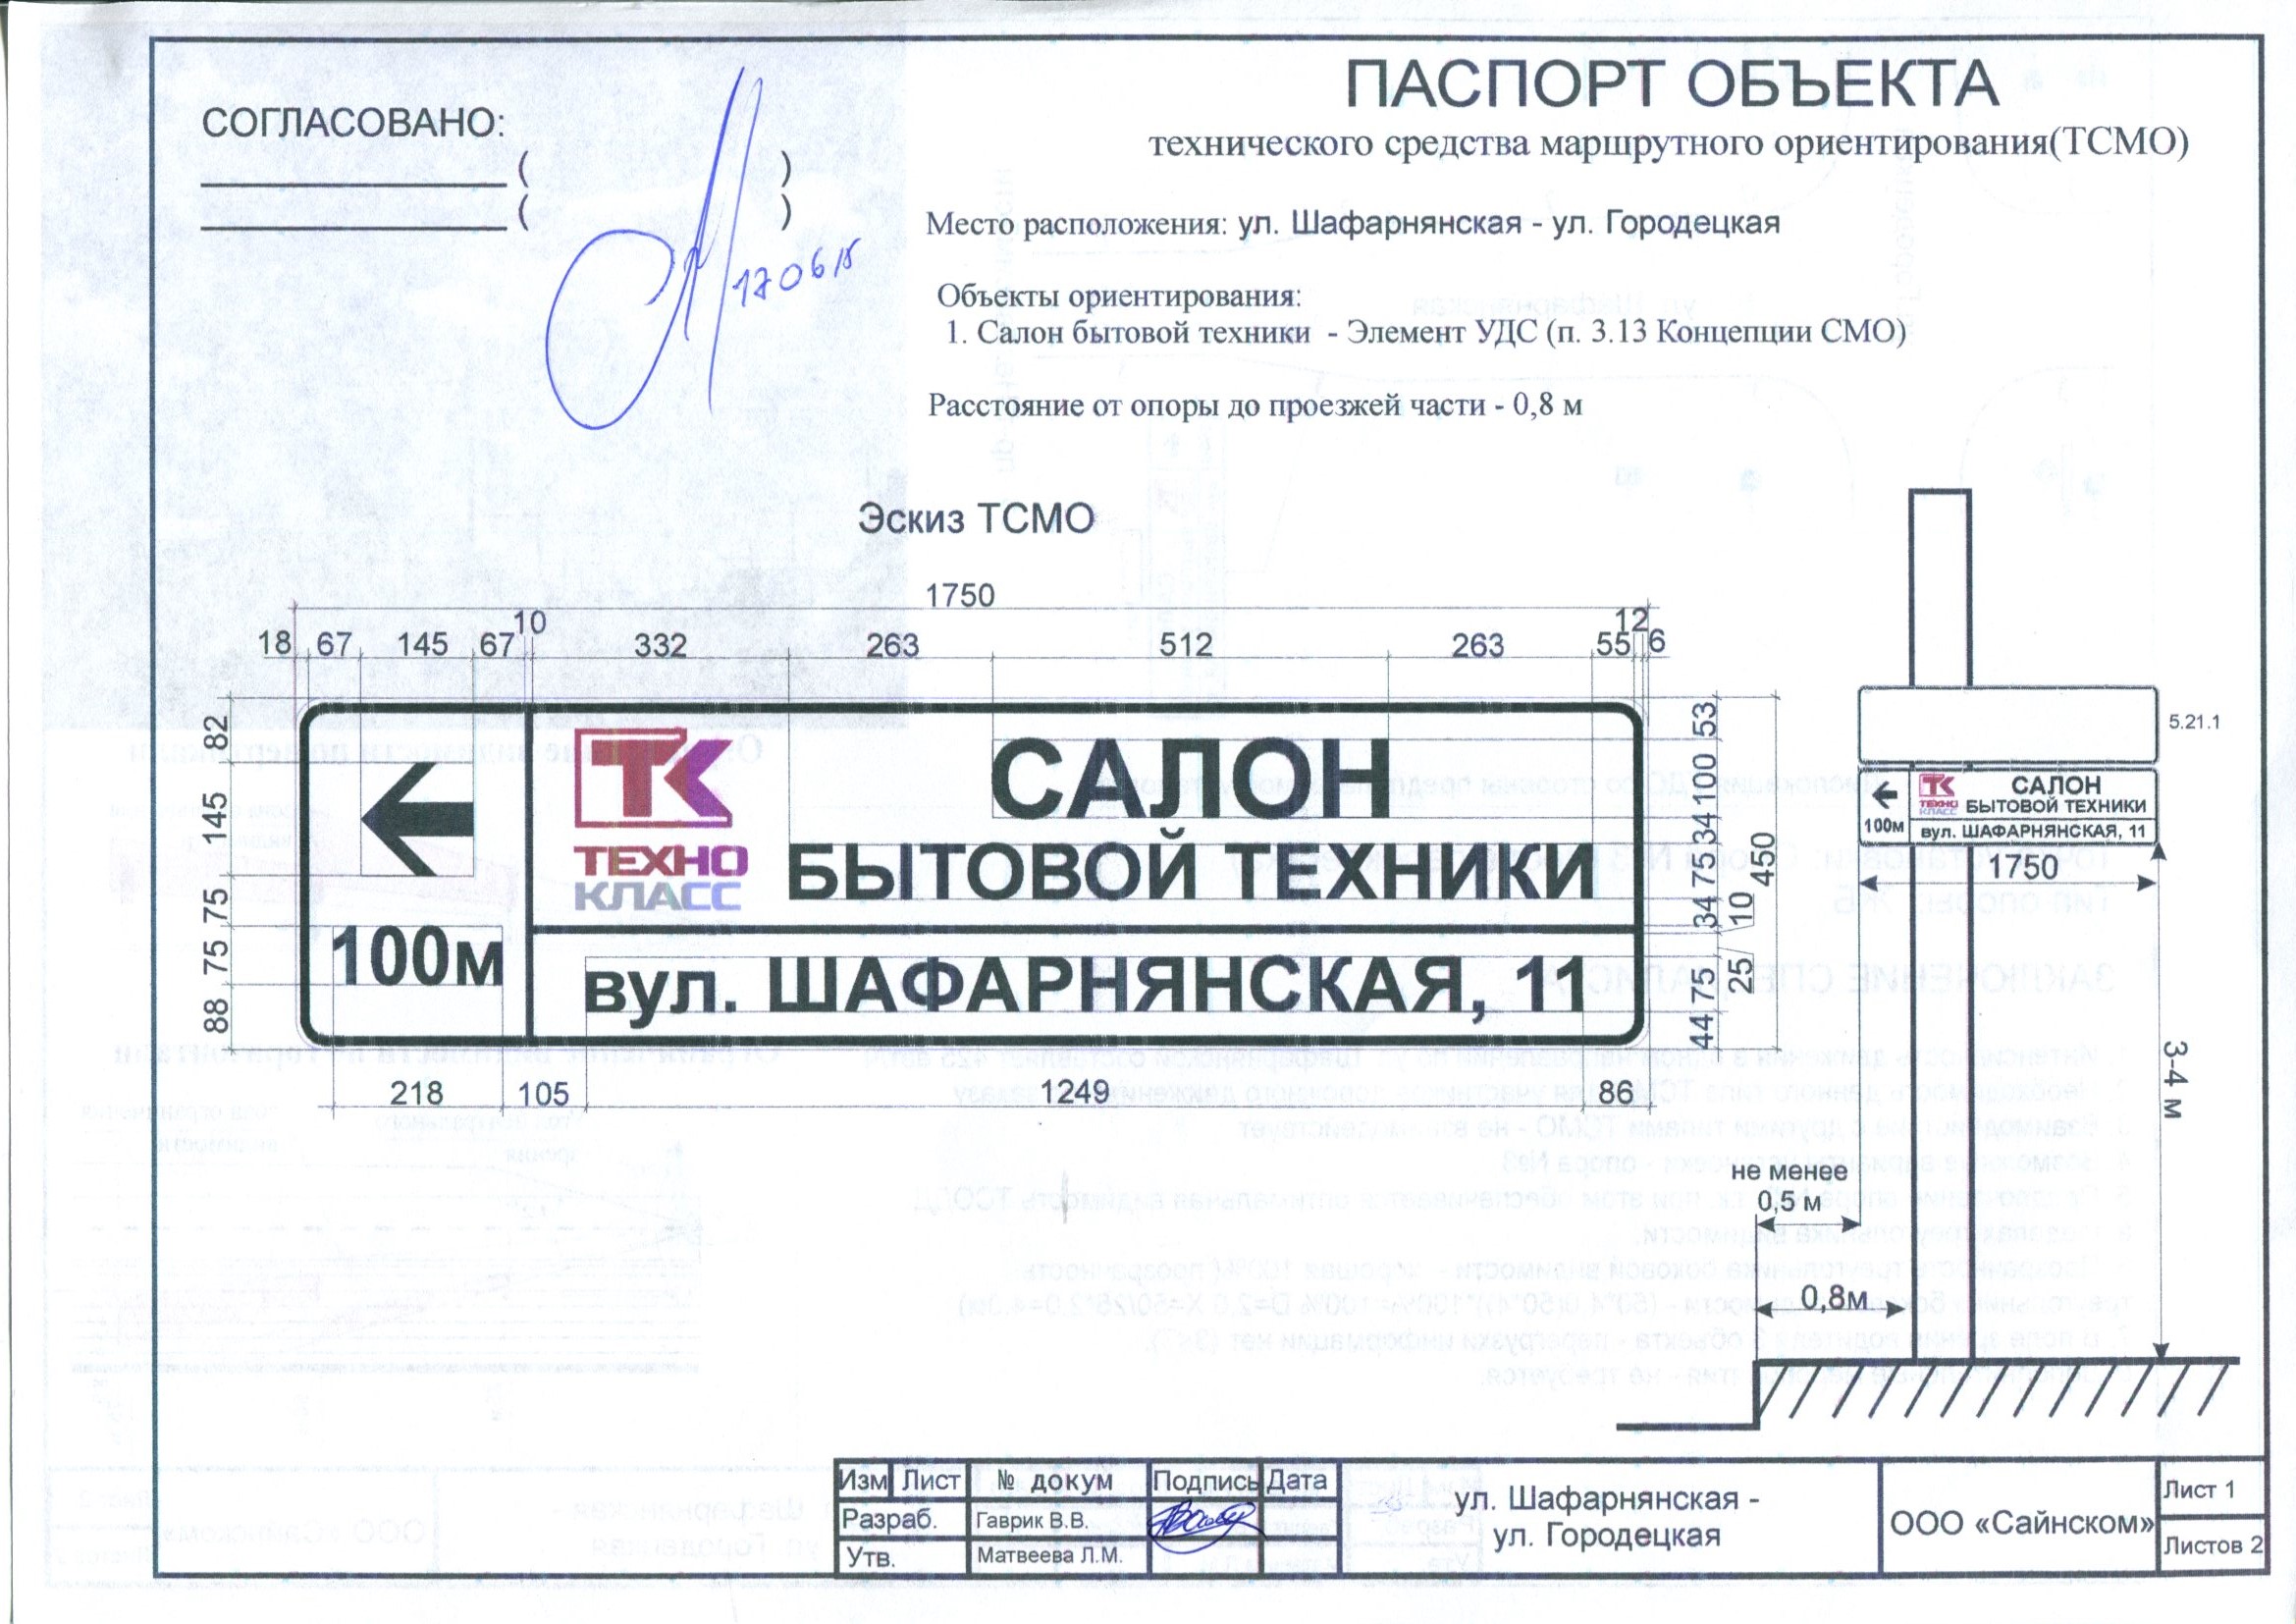 ПАСПОРТ ОБЪЕКТА
технического средства маршрутного ориентирования(ТСМО)
СОГЛАСОВАНО:
( )
( )
170615
Место расположения: ул. Шафарнянская - ул. Городецкая
Объекты ориентирования:
1. Салон бытовой техники - Элемент УДС (п. 3.13 Концепции СМО)
Расстояние от опоры до проезжей части - 0,8 м
Эскиз ТСМО
1750
18 67 145 67 10 332 263 512 263 55 12 6
82 145 75 75 88
53 100 34 75 34 10 25 75 44 450
ТК
ТЕХНО
КЛАСС
САЛОН
БЫТОВОЙ ТЕХНИКИ
100м
вул. ШАФАРНЯНСКАЯ, 11
218 105 1249 86
5.21.1
ТК
ТЕХНО
КЛАСС
САЛОН
БЫТОВОЙ ТЕХНИКИ
100м
вул. ШАФАРНЯНСКАЯ, 11
1750
3-4 м
не менее
0,5 м
0,8м
Изм Лист № докум Подпись Дата
Разраб. Гаврик В.В.
Утв. Матвеева Л.М.
ул. Шафарнянская -
ул. Городецкая
ООО «Сайнском»
Лист 1
Листов 2